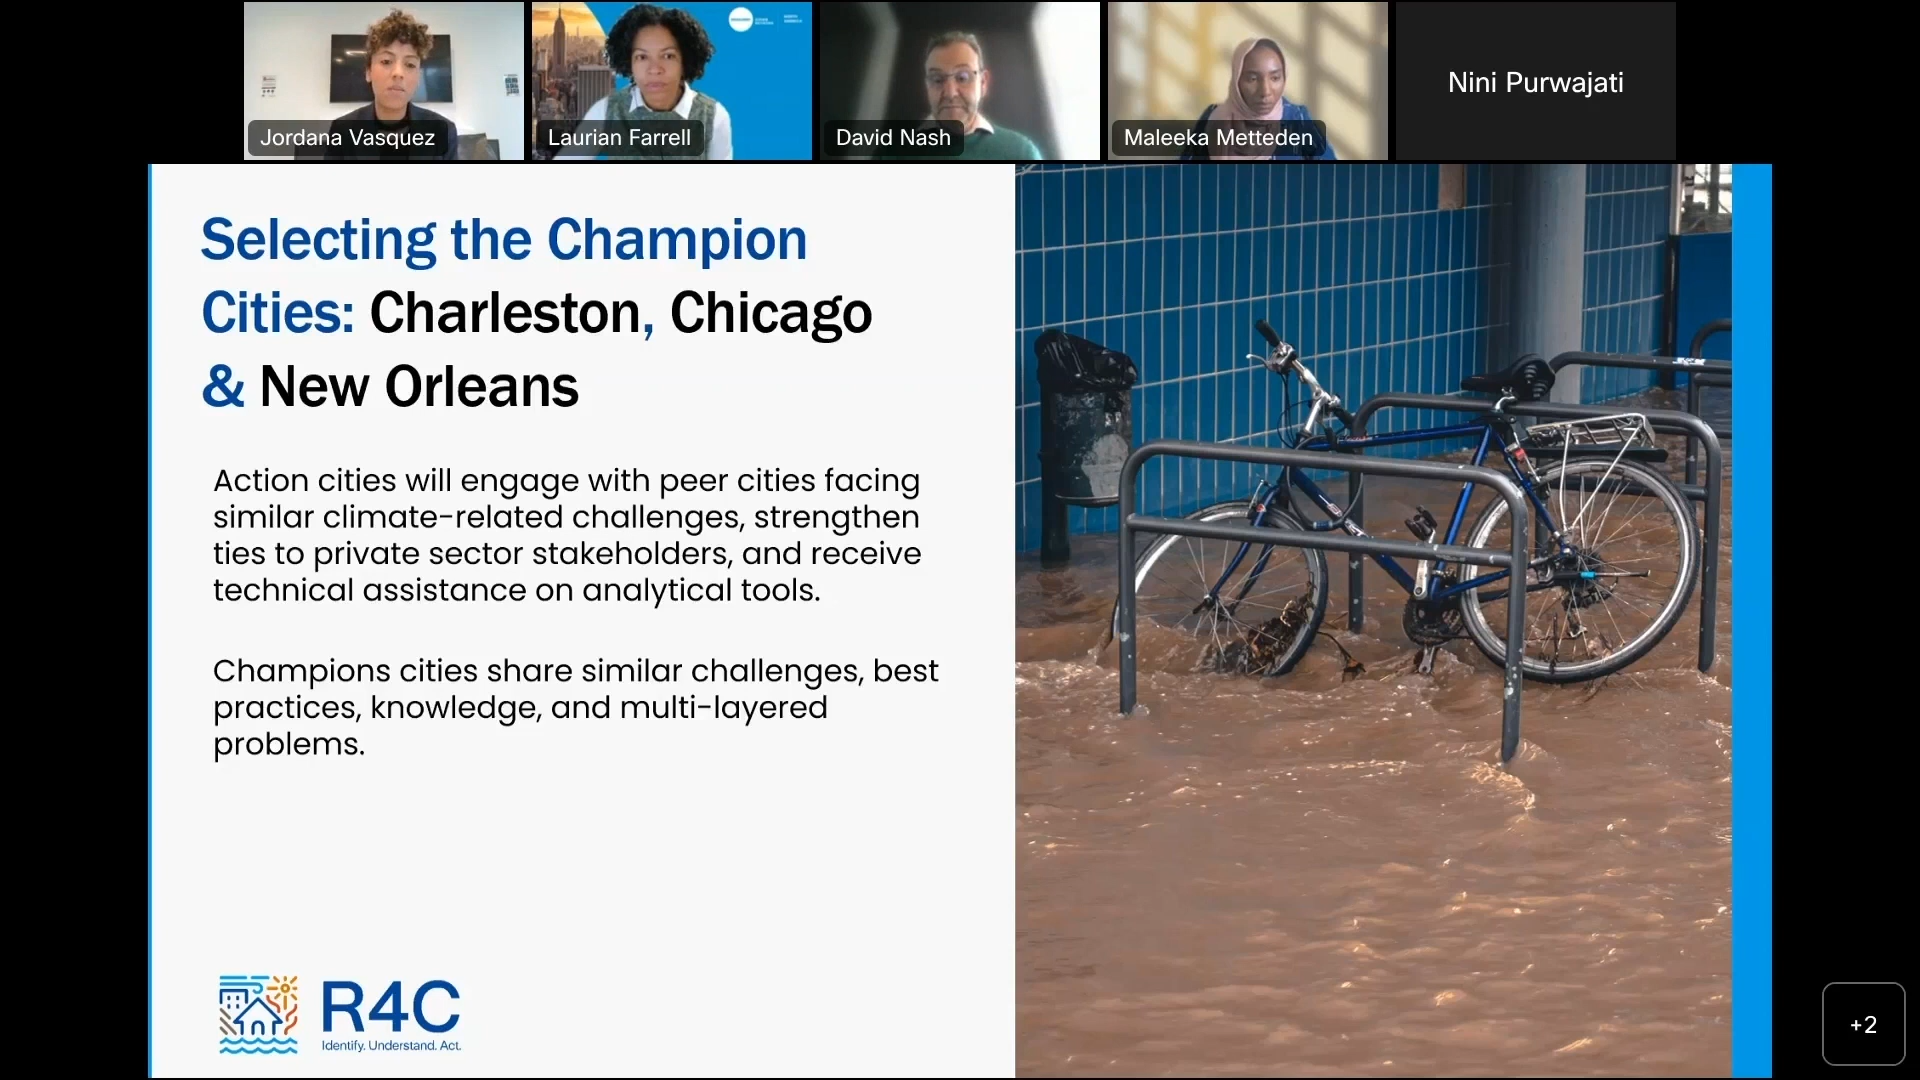 Jordana Vasquez
Laurian Farrell
David Nash
Maleeka Metteden
Nini Purwajati
Selecting the Champion
Cities: Charleston, Chicago
& New Orleans
Action cities will engage with peer cities facing
similar climate-related challenges, strengthen
ties to private sector stakeholders, and receive
technical assistance on analytical tools.
Champions cities share similar challenges, best
practices, knowledge, and multi-layered
problems.
R4C
Identify. Understand. Act.
+2